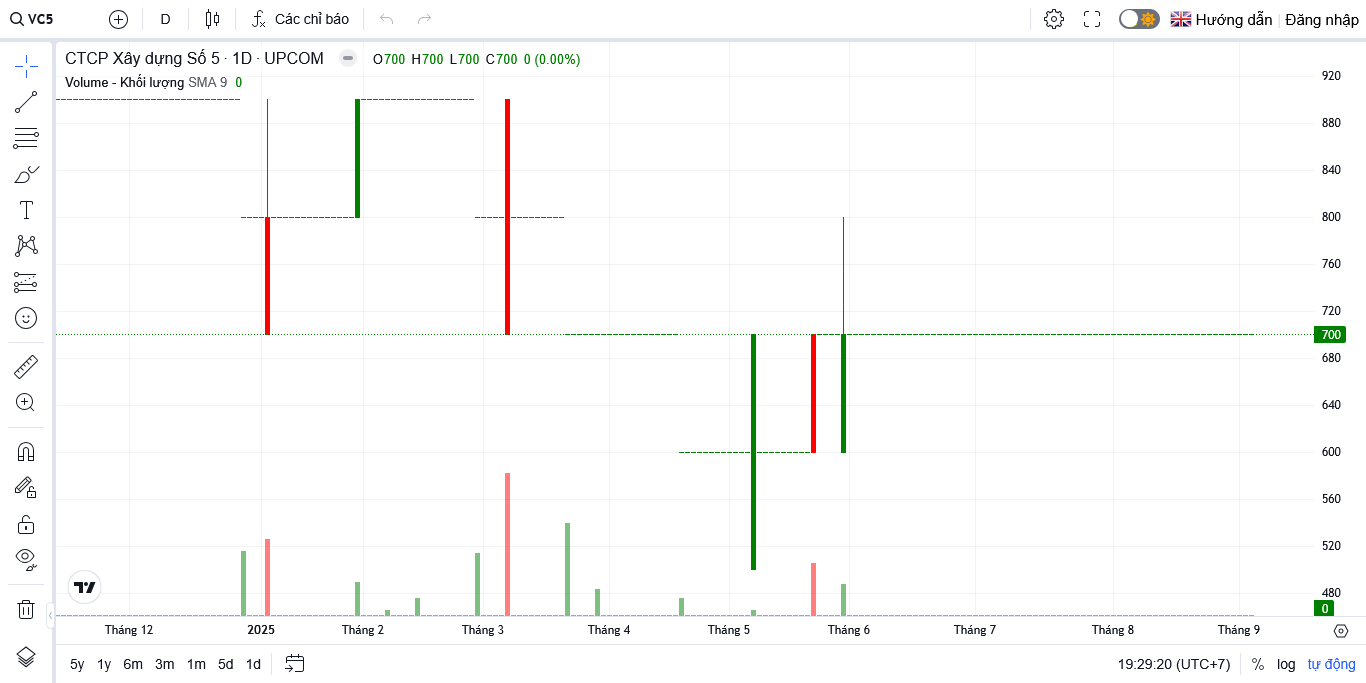 VC5 D Các chỉ báo Hướng dẫn Đăng nhập
CTCP Xây dựng Số 5 · 1D · UPCOM O700 H700 L700 C700 0 (0.00%)
Volume - Khối lượng SMA 9 0
920
880
840
800
760
720
700
680
640
600
560
520
480
0
Tháng 12 2025 Tháng 2 Tháng 3 Tháng 4 Tháng 5 Tháng 6 Tháng 7 Tháng 8 Tháng 9
5y 1y 6m 3m 1m 5d 1d 19:29:20 (UTC+7) % log tự động